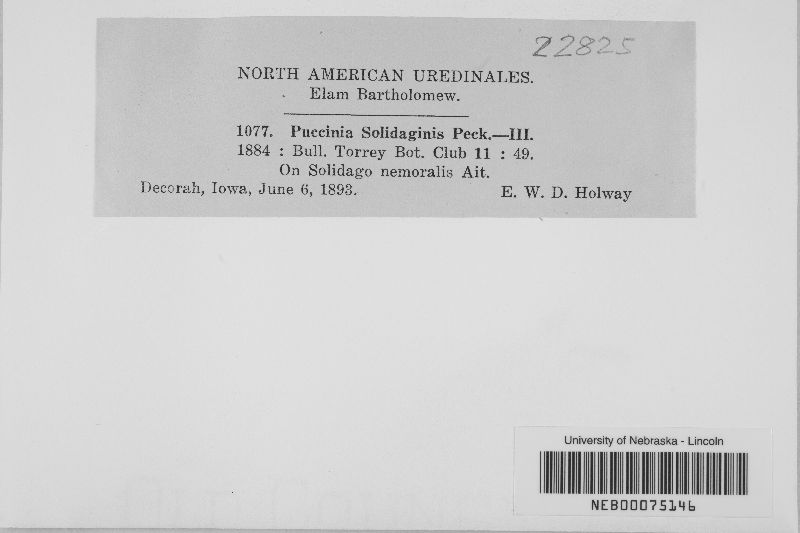 22825
NORTH AMERICAN UREDINALES.
Elam Bartholomew.
1077. Puccinia Solidaginis Peck.—III.
1884 : Bull. Torrey Bot. Club 11 : 49.
On Solidago nemoralis Ait.
Decorah, Iowa, June 6, 1893. E. W. D. Holway
University of Nebraska - Lincoln
NEB00075146